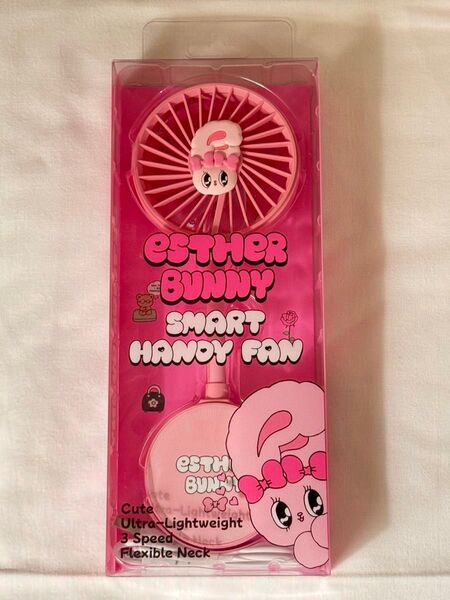 esther
BUNNY
SMART
HANDY FAN
ESTHER
BUNNY
Cute
Ultra-Lightweight
3 Speed
Flexible Neck